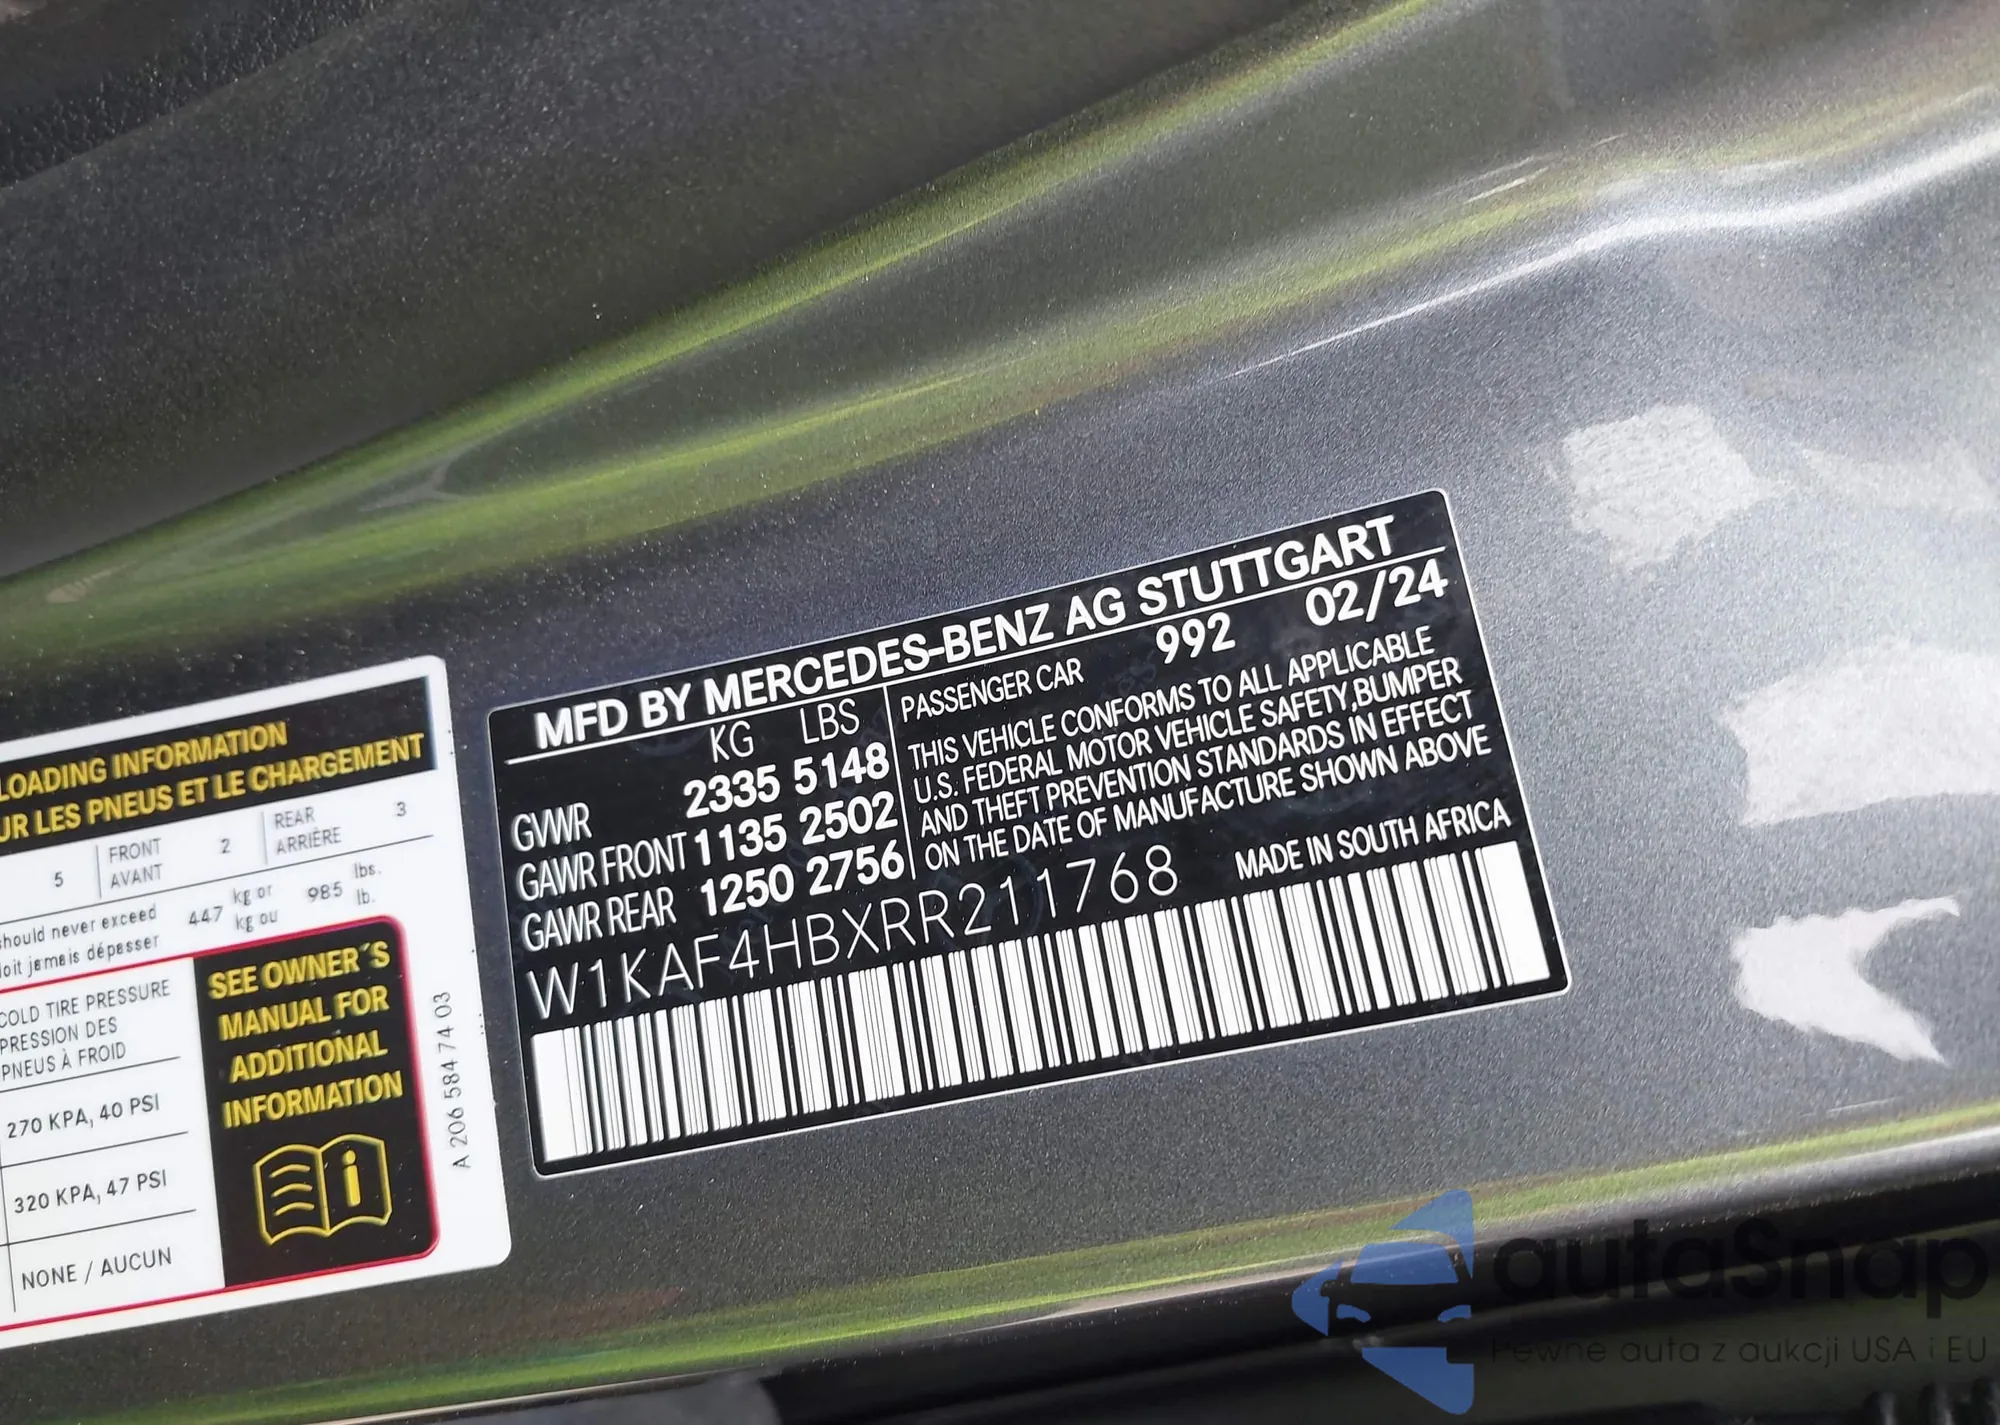 LOADING INFORMATION
UR LES PNEUS ET LE CHARGEMENT
5 FRONT AVANT 2 REAR ARRIÈRE 3
should never exceed 447 kg or 985 lbs.
doit jamais dépasser kg ou lb.
COLD TIRE PRESSURE
PRESSION DES
PNEUS À FROID
270 KPA, 40 PSI
320 KPA, 47 PSI
NONE / AUCUN
SEE OWNER´S
MANUAL FOR
ADDITIONAL
INFORMATION
A 206 584 74 03
MFD BY MERCEDES-BENZ AG STUTTGART
KG LBS
GVWR 2335 5148
GAWR FRONT 1135 2502
GAWR REAR 1250 2756
PASSENGER CAR 992 02/24
THIS VEHICLE CONFORMS TO ALL APPLICABLE
U.S. FEDERAL MOTOR VEHICLE SAFETY,BUMPER
AND THEFT PREVENTION STANDARDS IN EFFECT
ON THE DATE OF MANUFACTURE SHOWN ABOVE
W1KAF4HBXRR211768
MADE IN SOUTH AFRICA
autaSnap
Pewne auta z aukcji USA i EU